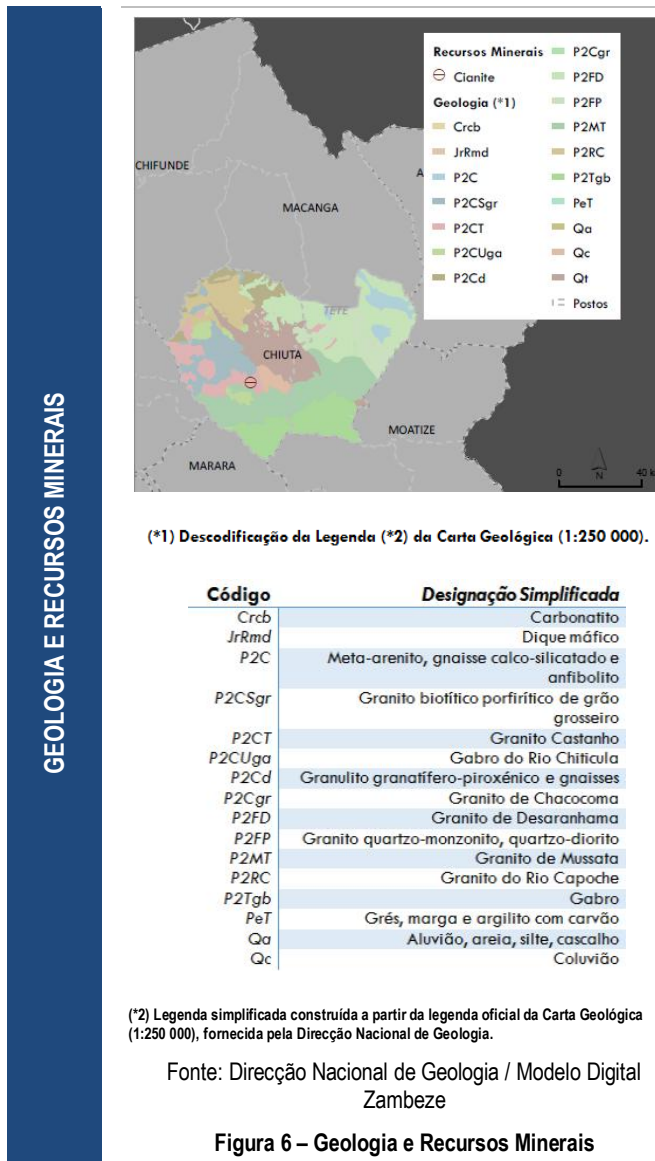 GEOLOGIA E RECURSOS MINERAIS
Recursos Minerais
Cianite
Geologia (*1)
Crcb
JrRmd
P2C
P2CSgr
P2CT
P2CUga
P2Cd
P2Cgr
P2FD
P2FP
P2MT
P2RC
P2Tgb
PeT
Qa
Qc
Qt
Postos
CHIFUNDE
MACANGA
A
TETE
CHIUTA
MOATIZE
MARARA
0 40 k
N
(*1) Descodificação da Legenda (*2) da Carta Geológica (1:250 000).
Código Designação Simplificada
Crcb Carbonatito
JrRmd Dique máfico
P2C Meta-arenito, gnaisse calco-silicatado e
anfibolito
P2CSgr Granito biotítico porfirítico de grão
grosseiro
P2CT Granito Castanho
P2CUga Gabro do Rio Chiticula
P2Cd Granulito granatífero-piroxénico e gnaisses
P2Cgr Granito de Chacocoma
P2FD Granito de Desaranhama
P2FP Granito quartzo-monzonito, quartzo-diorito
P2MT Granito de Mussata
P2RC Granito do Rio Capoche
P2Tgb Gabro
PeT Grés, marga e argilito com carvão
Qa Aluvião, areia, silte, cascalho
Qc Coluvião
(*2) Legenda simplificada construída a partir da legenda oficial da Carta Geológica
(1:250 000), fornecida pela Direcção Nacional de Geologia.
Fonte: Direcção Nacional de Geologia / Modelo Digital
Zambeze
Figura 6 – Geologia e Recursos Minerais